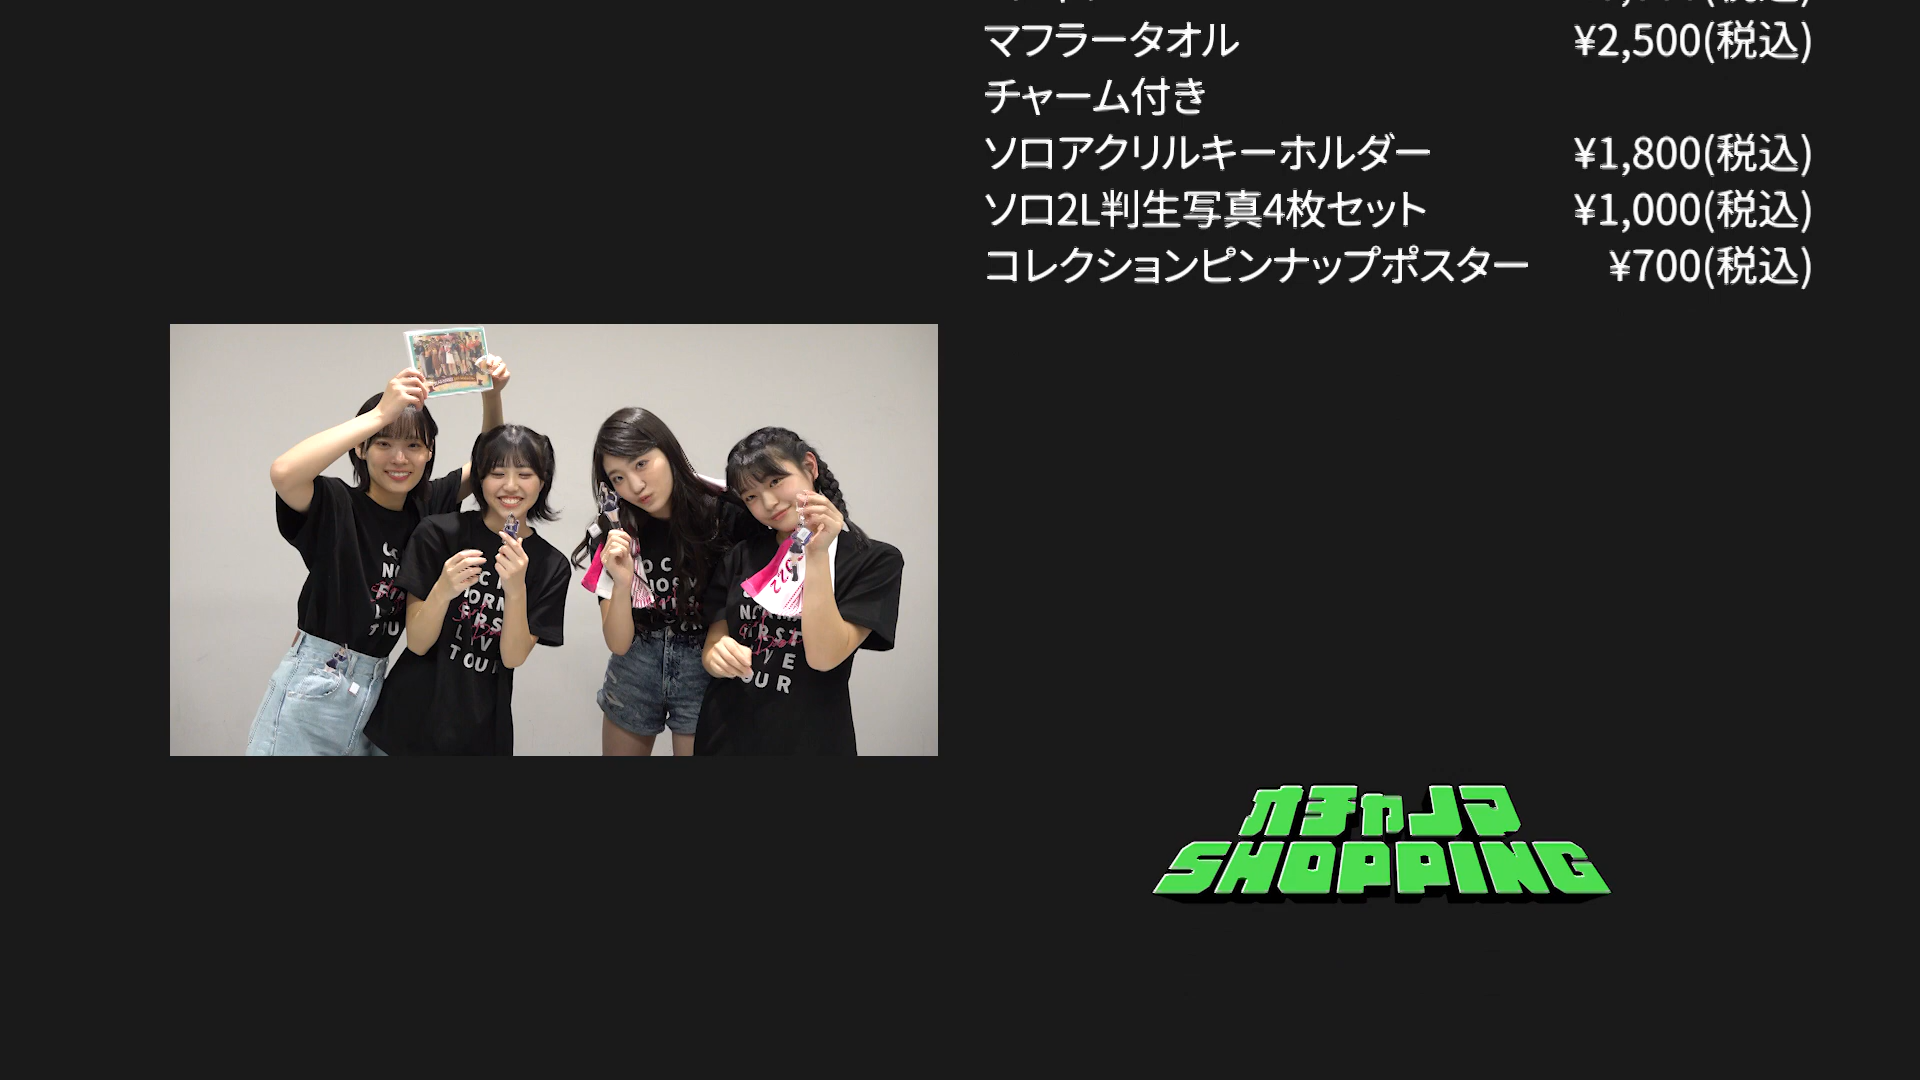 マフラータオル ¥2,500(税込)
チャーム付き
ソロアクリルキーホルダー ¥1,800(税込)
ソロ2L判生写真4枚セット ¥1,000(税込)
コレクションピンナップポスター ¥700(税込)
オチャノマ
SHOPPING